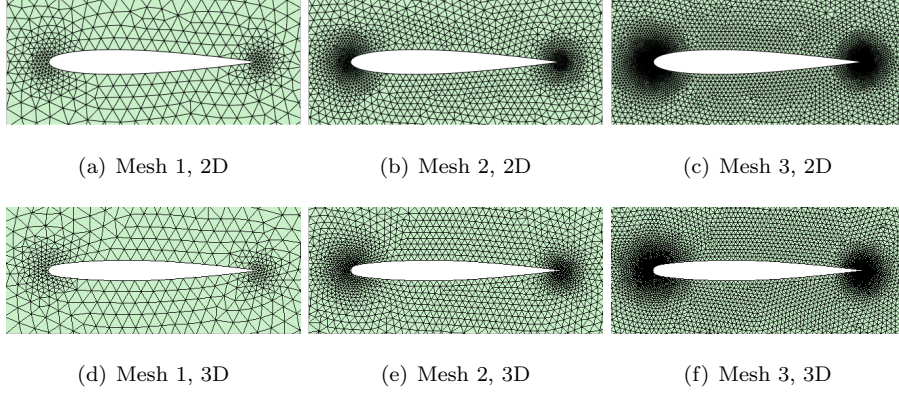 (a) Mesh 1, 2D
(b) Mesh 2, 2D
(c) Mesh 3, 2D
(d) Mesh 1, 3D
(e) Mesh 2, 3D
(f) Mesh 3, 3D